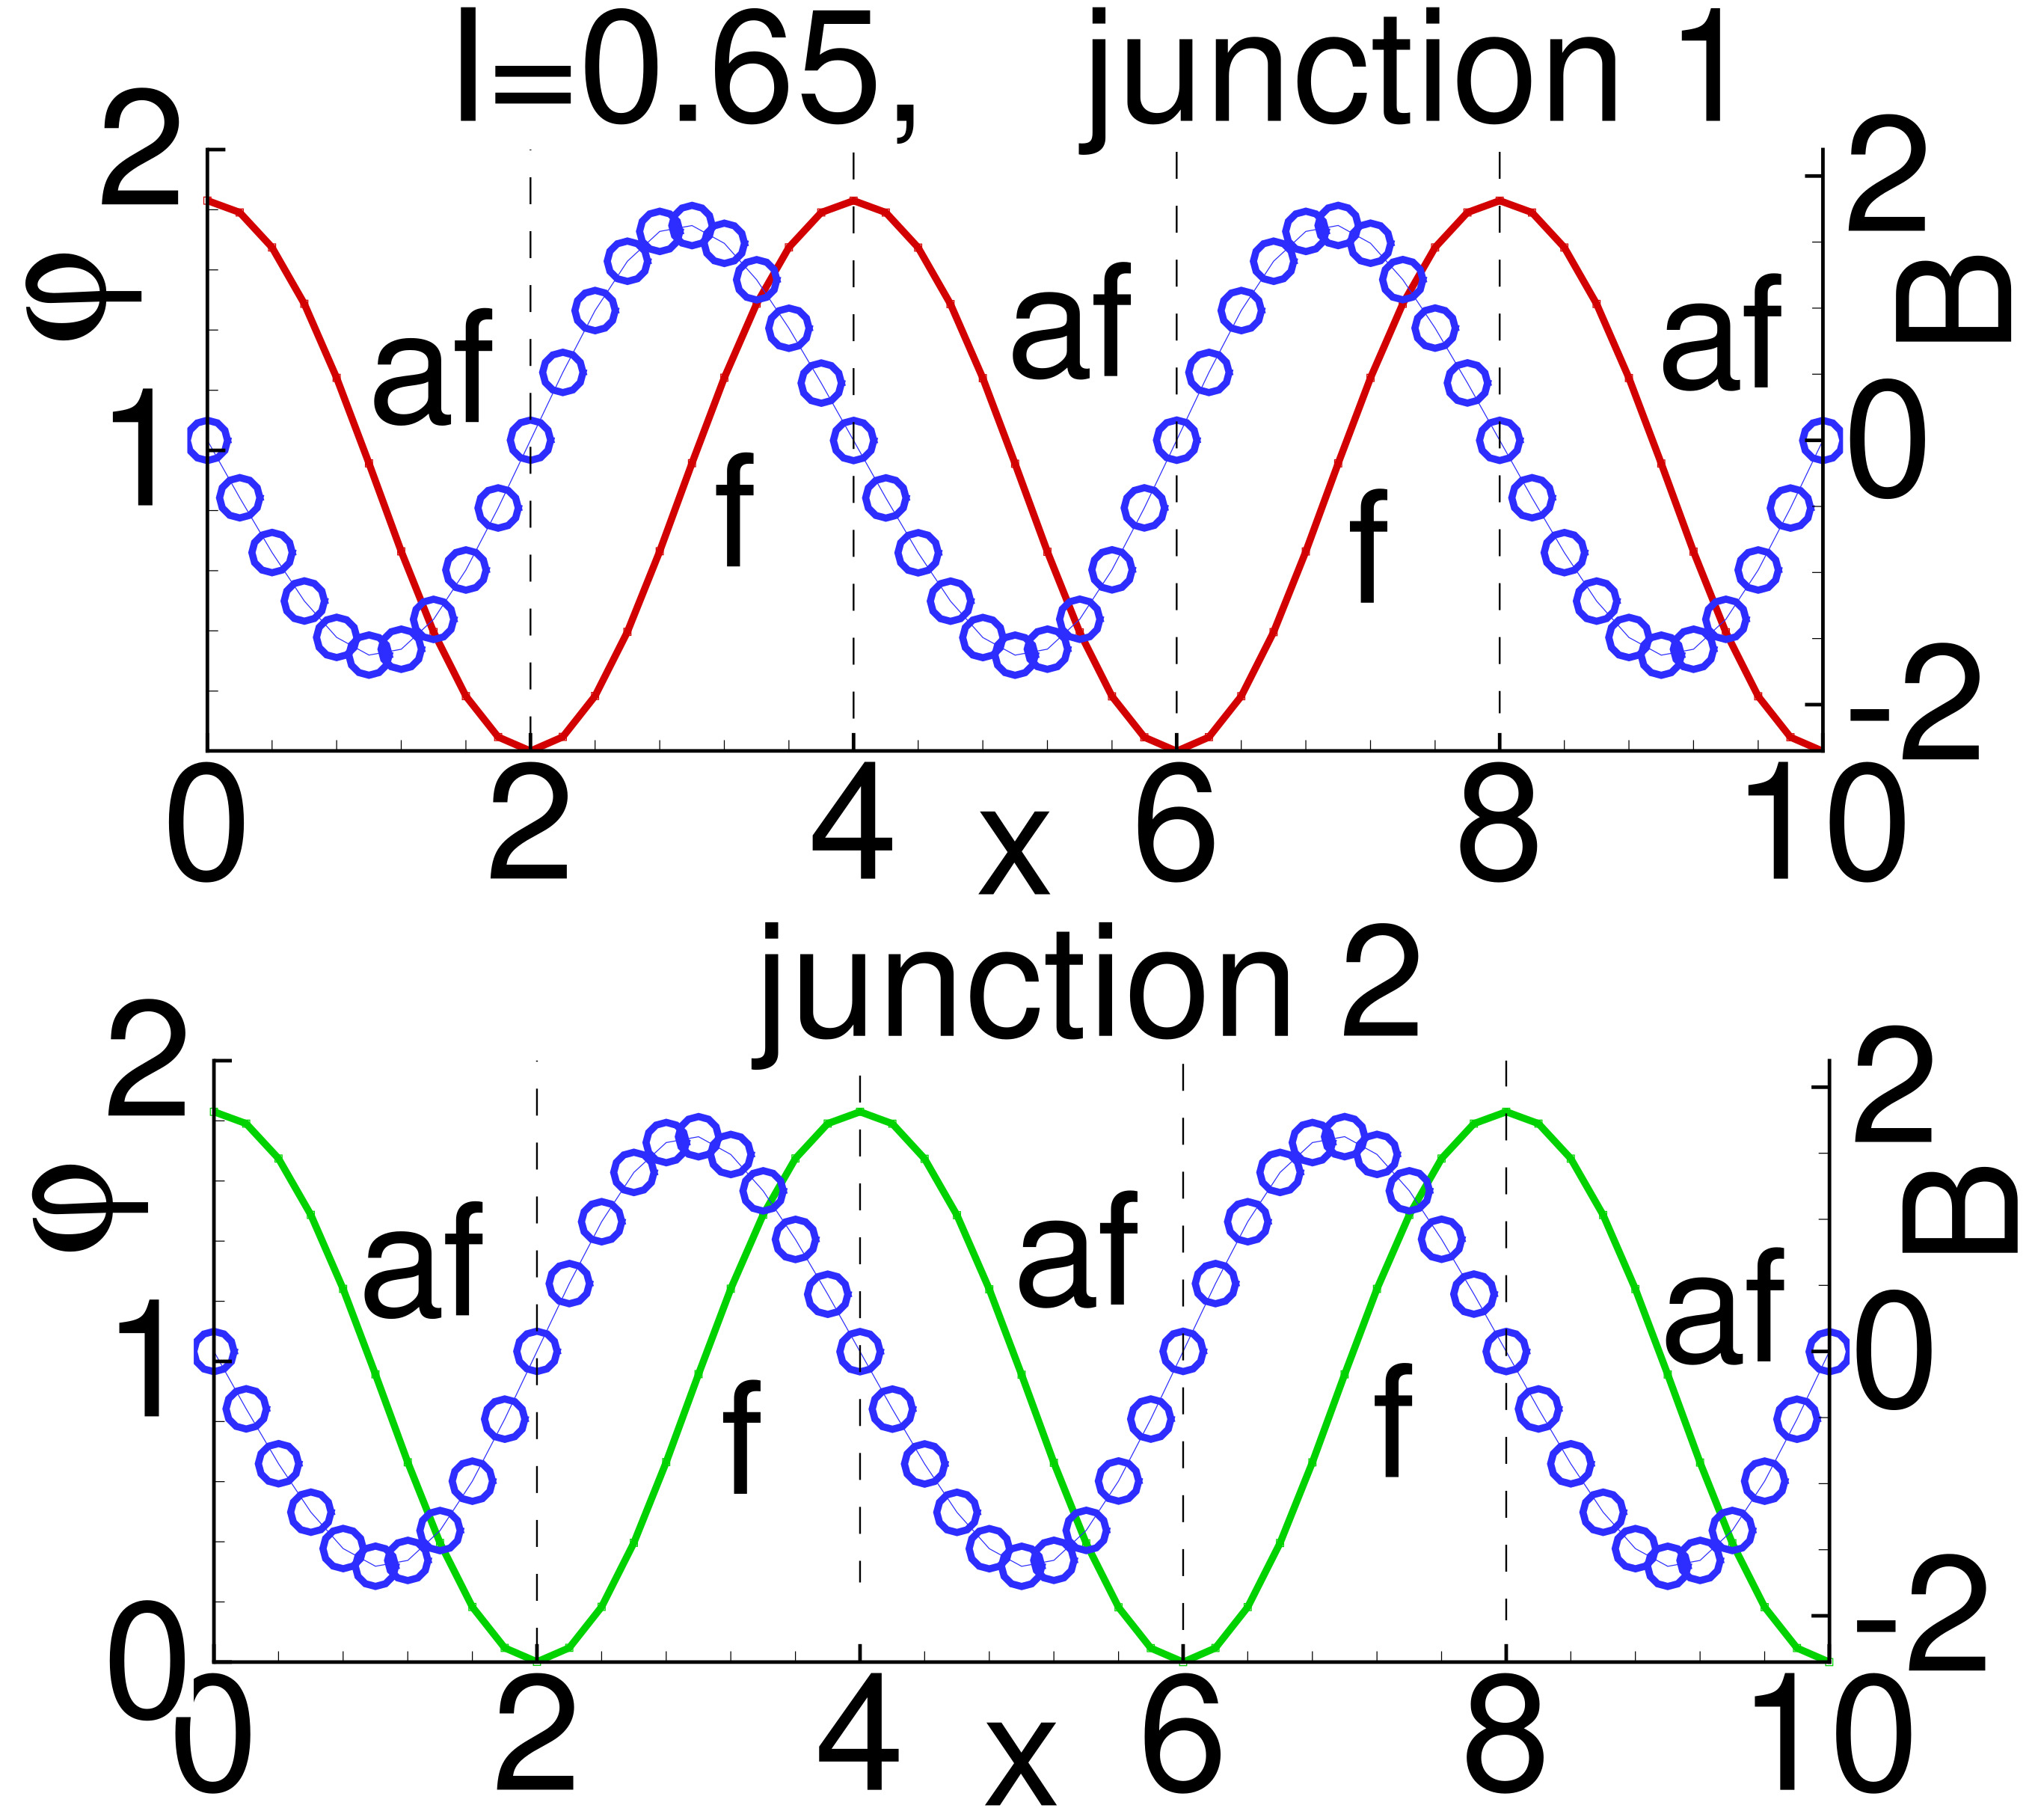 I=0.65, junction 1
2 2
φ B
af af af
1 0
f f
-2
0 2 4 x 6 8 10
junction 2
2 2
φ B
af af af
1 0
f f
0 -2
0 2 4 x 6 8 10